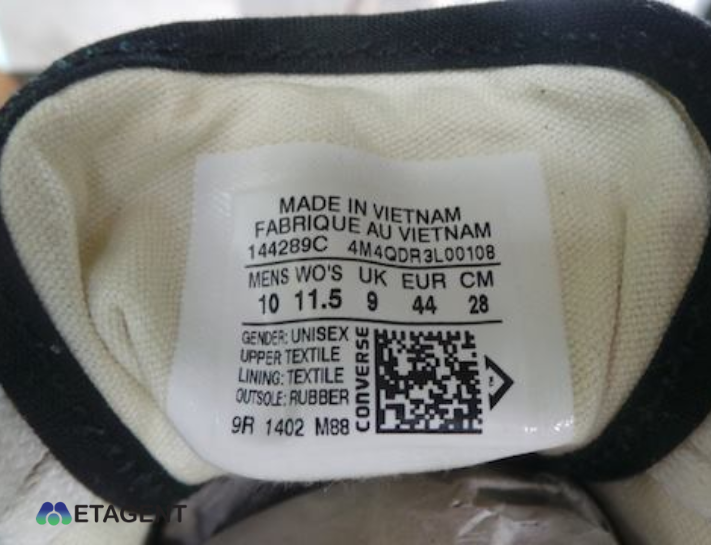 MADE IN VIETNAM
FABRIQUE AU VIETNAM
144289C 4M4QDR3L00108
MENS WO'S UK EUR CM
10 11.5 9 44 28
GENDER: UNISEX
UPPER TEXTILE
LINING: TEXTILE
OUTSOLE: RUBBER
CONVERSE
9R 1402 M88
METAGENT